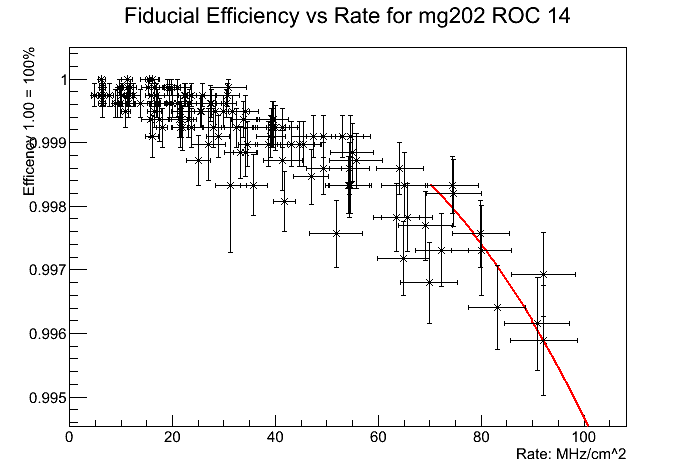 Fiducial Efficiency vs Rate for mg202 ROC 14
Efficency 1.00 = 100%
1
0.999
0.998
0.997
0.996
0.995
0 20 40 60 80 100
Rate: MHz/cm^2